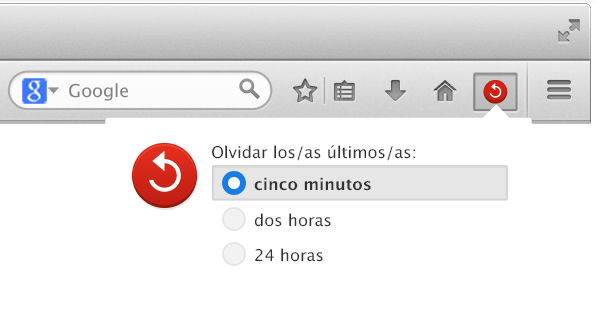 Google
Olvidar los/as últimos/as:
cinco minutos
dos horas
24 horas